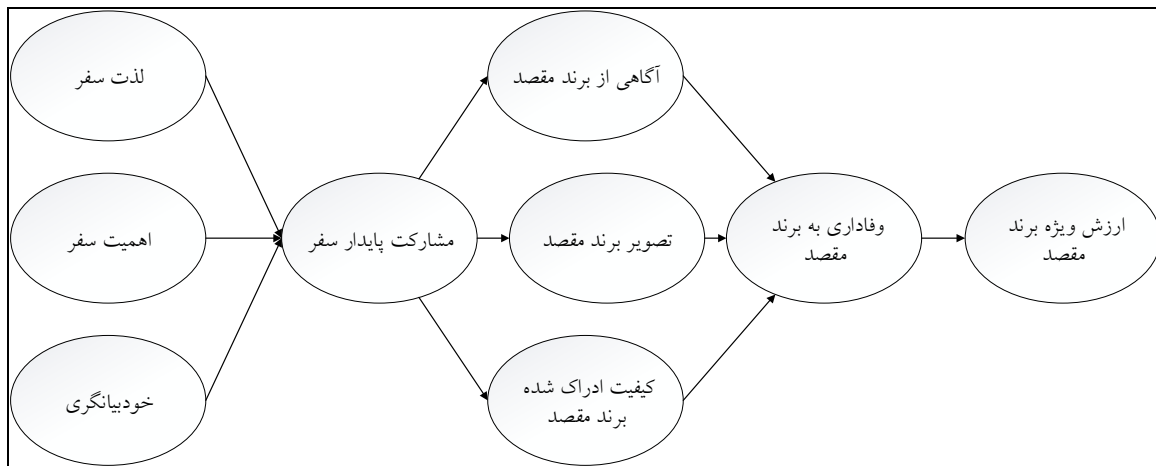 لذت سفر
اهمیت سفر
خودبیانگری
مشارکت پایدار سفر
آگاهی از برند مقصد
تصویر برند مقصد
کیفیت ادراک شده
برند مقصد
وفاداری به برند
مقصد
ارزش ویژه برند
مقصد